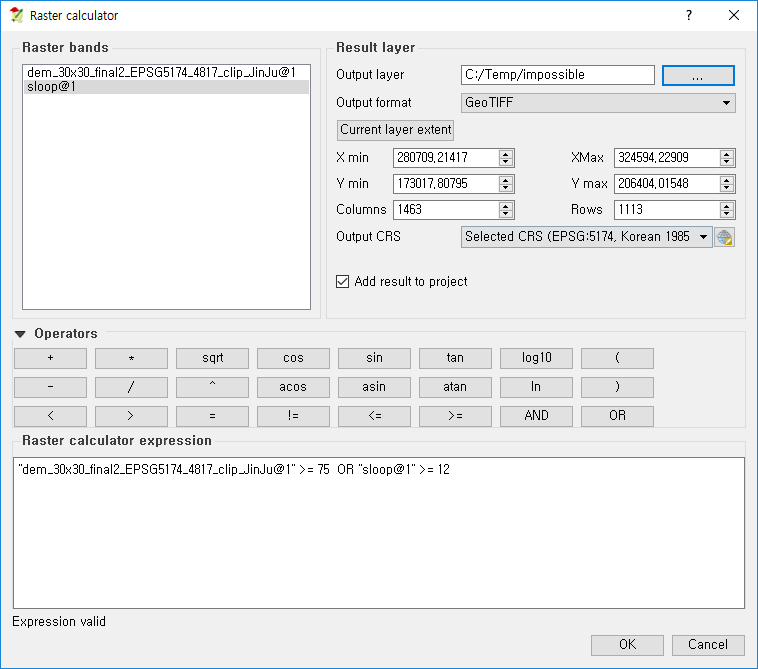 Raster calculator
?
Raster bands
dem_30x30_final2_EPSG5174_4817_clip_JinJu@1
sloop@1
Result layer
Output layer C:/Temp/impossible ...
Output format GeoTIFF
Current layer extent
X min 280709,21417 XMax 324594,22909
Y min 173017,80795 Y max 206404,01548
Columns 1463 Rows 1113
Output CRS Selected CRS (EPSG:5174, Korean 1985
Add result to project
Operators
+ * sqrt cos sin tan log10 (
- / ^ acos asin atan ln )
< > = != <= >= AND OR
Raster calculator expression
"dem_30x30_final2_EPSG5174_4817_clip_JinJu@1" >= 75  OR "sloop@1" >= 12
Expression valid
OK Cancel